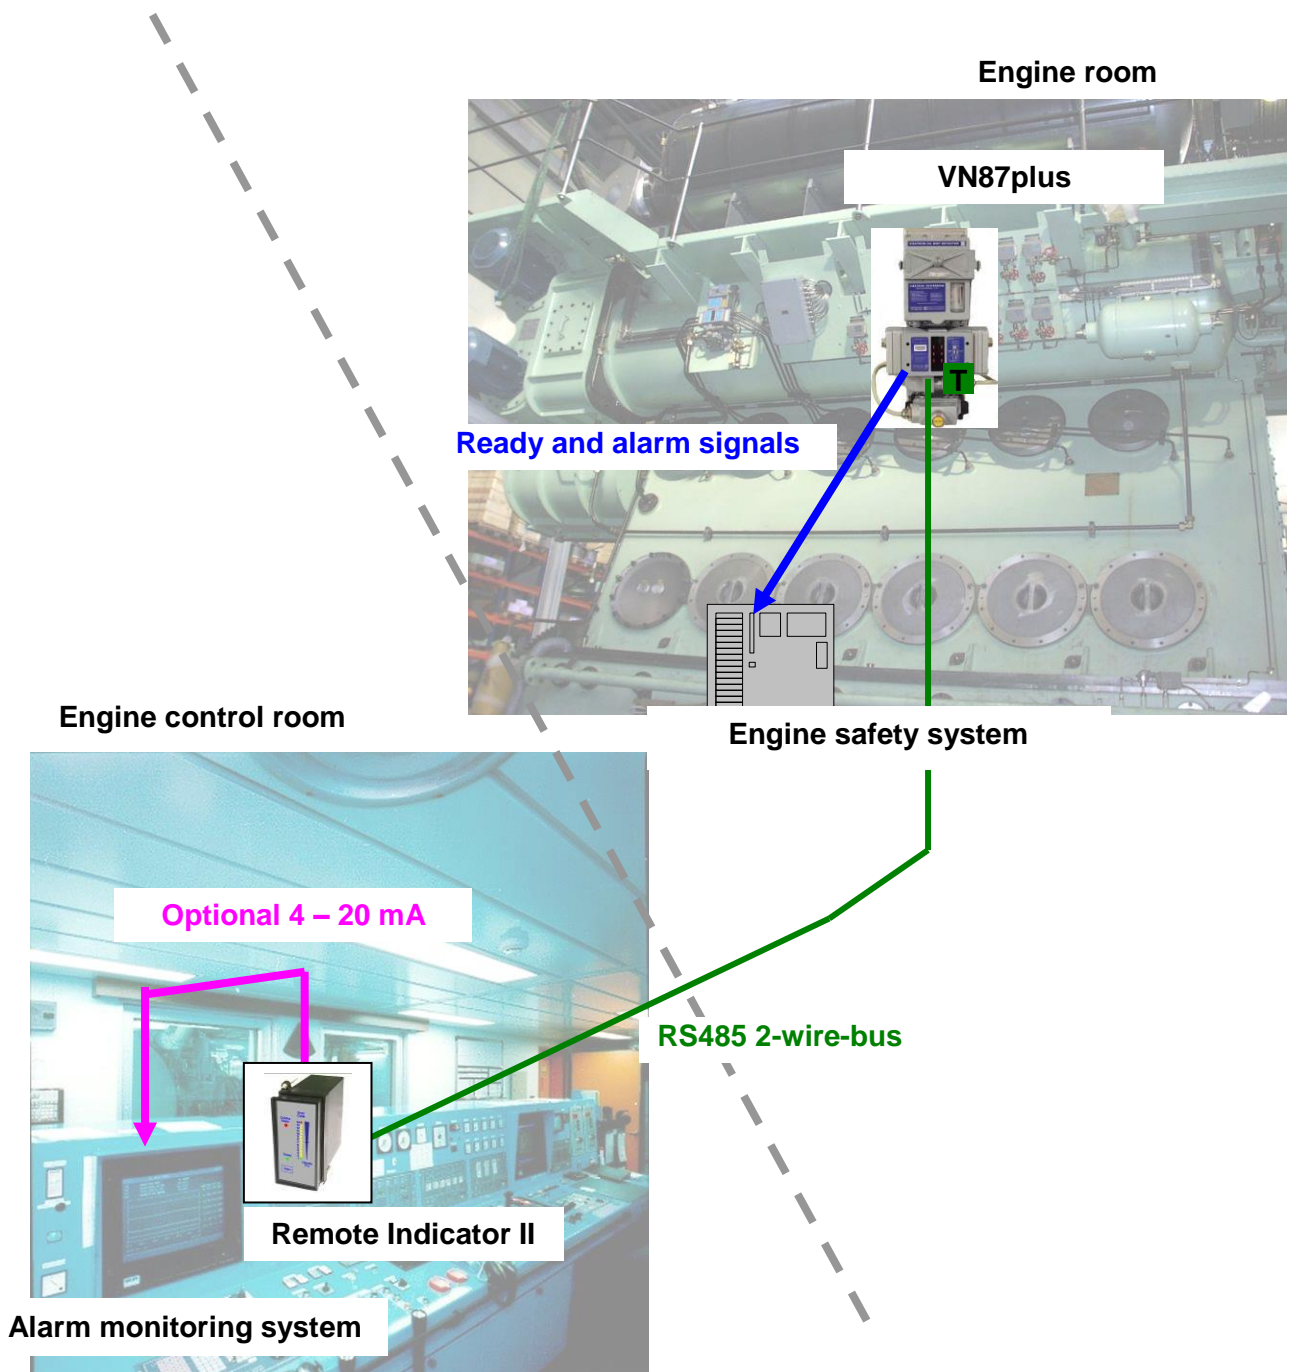 Engine room
VN87plus
T
Ready and alarm signals
Engine control room
Engine safety system
Optional 4 – 20 mA
RS485 2-wire-bus
Remote Indicator II
Alarm monitoring system